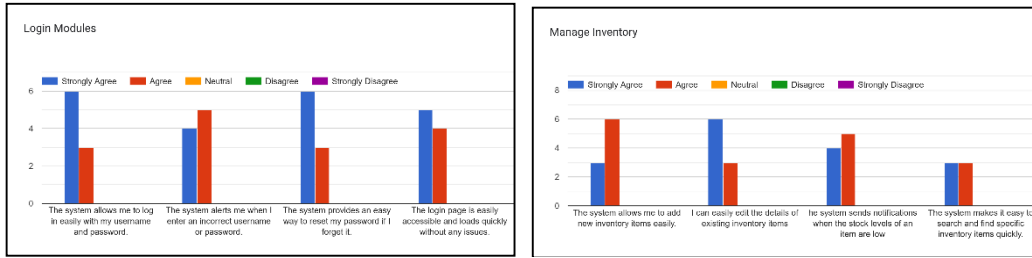 Login Modules
Strongly Agree Agree Neutral Disagree Strongly Disagree
6
4
2
0
The system allows me to log
in easily with my username
and password.
The system alerts me when I
enter an incorrect username
or password.
The system provides an easy
way to reset my password if I
forget it.
The login page is easily
accessible and loads quickly
without any issues.
Manage Inventory
Strongly Agree Agree Neutral Disagree Strongly Disagree
8
6
4
2
0
The system allows me to add
new inventory items easily.
I can easily edit the details of
existing inventory items
he system sends notifications
when the stock levels of an
item are low
The system makes it easy to
search and find specific
inventory items quickly.